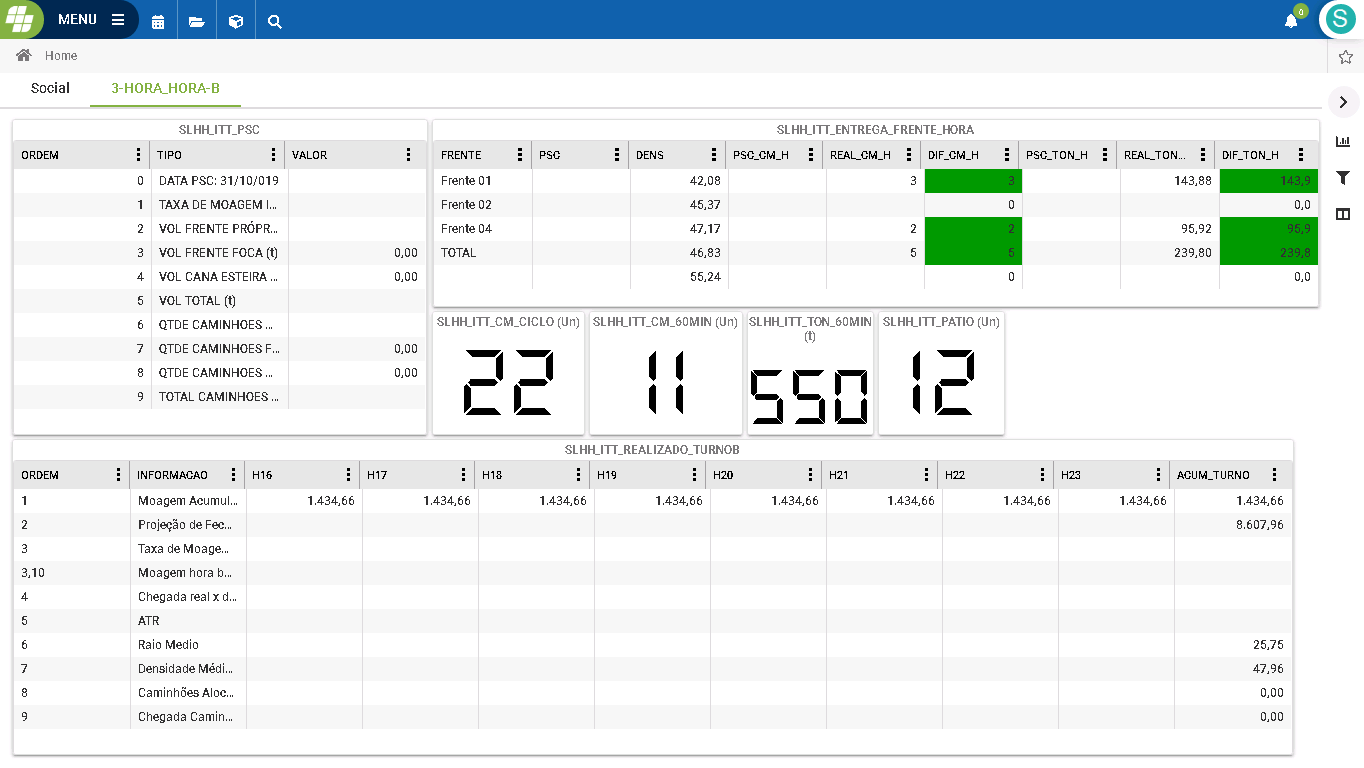 MENU
0
S
Home
Social 3-HORA_HORA-B
SLHH_ITT_PSC
ORDEM TIPO VALOR
0 DATA PSC: 31/10/019
1 TAXA DE MOAGEM I...
2 VOL FRENTE PRÓPR...
3 VOL FRENTE FOCA (t) 0,00
4 VOL CANA ESTEIRA ... 0,00
5 VOL TOTAL (t)
6 QTDE CAMINHOES ...
7 QTDE CAMINHOES F... 0,00
8 QTDE CAMINHOES ... 0,00
9 TOTAL CAMINHOES ...
SLHH_ITT_ENTREGA_FRENTE_HORA
FRENTE PSC DENS PSC_CM_H REAL_CM_H DIF_CM_H PSC_TON_H REAL_TON... DIF_TON_H
Frente 01 42,08 3 3 143,88 143,9
Frente 02 45,37 0 0,0
Frente 04 47,17 2 2 95,92 95,9
TOTAL 46,83 5 5 239,80 239,8
55,24 0 0,0
SLHH_ITT_CM_CICLO (Un)
22
SLHH_ITT_CM_60MIN (Un)
11
SLHH_ITT_TON_60MIN
(t)
550
SLHH_ITT_PATIO (Un)
12
SLHH_ITT_REALIZADO_TURNOB
ORDEM INFORMACAO H16 H17 H18 H19 H20 H21 H22 H23 ACUM_TURNO
1 Moagem Acumul... 1.434,66 1.434,66 1.434,66 1.434,66 1.434,66 1.434,66 1.434,66 1.434,66 1.434,66
2 Projeção de Fec... 8.607,96
3 Taxa de Moage...
3,10 Moagem hora b...
4 Chegada real x d...
5 ATR
6 Raio Medio 25,75
7 Densidade Médi... 47,96
8 Caminhões Aloc... 0,00
9 Chegada Camin... 0,00